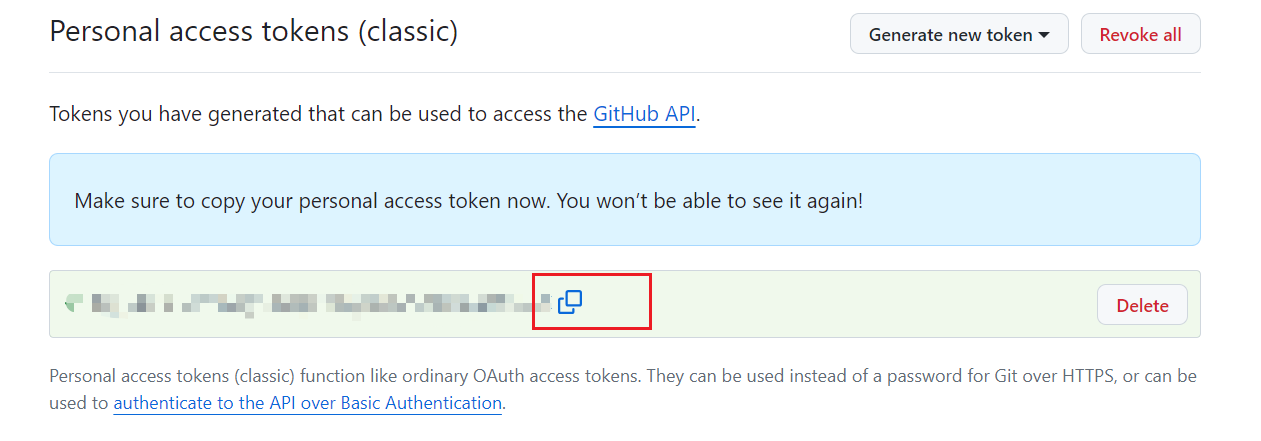 Personal access tokens (classic)
Generate new token
Revoke all
Tokens you have generated that can be used to access the GitHub API.
Make sure to copy your personal access token now. You won’t be able to see it again!
Delete
Personal access tokens (classic) function like ordinary OAuth access tokens. They can be used instead of a password for Git over HTTPS, or can be
used to authenticate to the API over Basic Authentication.